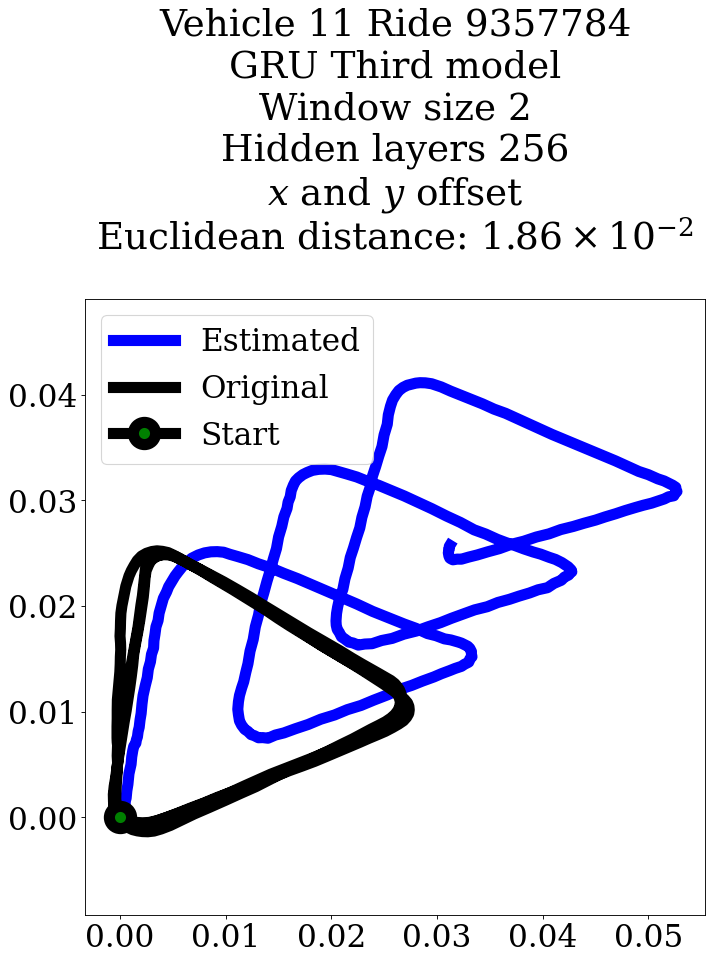 Vehicle 11 Ride 9357784
GRU Third model
Window size 2
Hidden layers 256
x and y offset
Euclidean distance: 1.86 × 10⁻²
Estimated
Original
Start
0.04
0.03
0.02
0.01
0.00
0.00 0.01 0.02 0.03 0.04 0.05